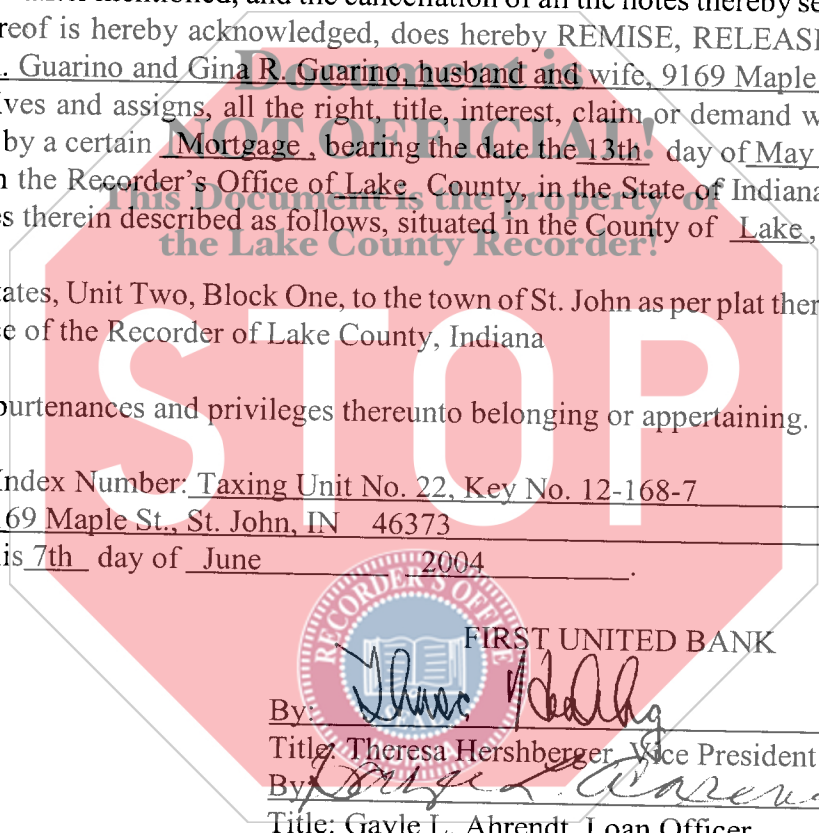 mentioned, and the cancellation of all the notes thereby se
reof is hereby acknowledged, does hereby REMISE, RELEASE
. Guarino and Gina R. Guarino, husband and wife, 9169 Maple
Document is
ives and assigns, all the right, title, interest, claim or demand w
NOT OFFICIAL!
by a certain Mortgage , bearing the date the 13th day of May
n the Recorder's Office of Lake County, in the State of Indiana
This Document is the property of
s therein described as follows, situated in the County of Lake ,
the Lake County Recorder!
ates, Unit Two, Block One, to the town of St. John as per plat ther
e of the Recorder of Lake County, Indiana
STOP
purtenances and privileges thereunto belonging or appertaining.
Index Number: Taxing Unit No. 22, Key No. 12-168-7
169 Maple St., St. John, IN 46373
is 7th day of June 2004 .
RECORDER'S OFFICE
SEAL
INDIANA
FIRST UNITED BANK
By:
Title: Theresa Hershberger, Vice President
By:
Title: Gayle L. Ahrendt, Loan Officer